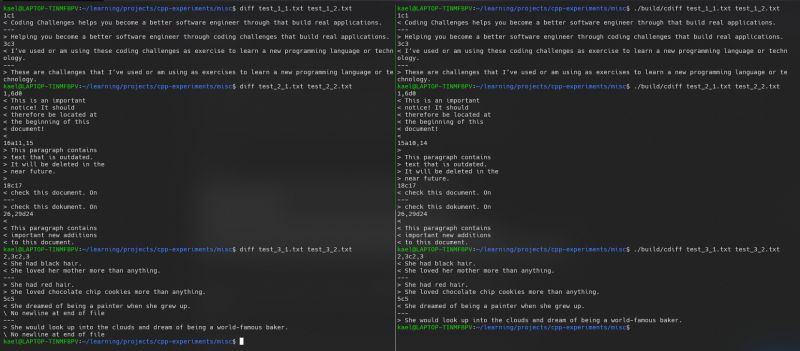 kael@LAPTOP-TINMFBPV:~/learning/projects/cpp-experiments/misc$ diff test_1_1.txt test_1_2.txt
1c1
< Coding Challenges helps you become a better software engineer through that build real applications.
---
> Helping you become a better software engineer through coding challenges that build real applications.
3c3
< I've used or am using these coding challenges as exercise to learn a new programming language or techn
ology.
---
> These are challenges that I've used or am using as exercises to learn a new programming language or te
chnology.
kael@LAPTOP-TINMFBPV:~/learning/projects/cpp-experiments/misc$ diff test_2_1.txt test_2_2.txt
1,6d0
< This is an important
< notice! It should
< therefore be located at
< the beginning of this
< document!
<
16a11,15
> This paragraph contains
> text that is outdated.
> It will be deleted in the
> near future.
>
18c17
< check this document. On
---
> check this dokument. On
26,29d24
<
< This paragraph contains
< important new additions
< to this document.
kael@LAPTOP-TINMFBPV:~/learning/projects/cpp-experiments/misc$ diff test_3_1.txt test_3_2.txt
2,3c2,3
< She had black hair.
< She loved her mother more than anything.
---
> She had red hair.
> She loved chocolate chip cookies more than anything.
5c5
< She dreamed of being a painter when she grew up.
\ No newline at end of file
---
> She would look up into the clouds and dream of being a world-famous baker.
\ No newline at end of file
kael@LAPTOP-TINMFBPV:~/learning/projects/cpp-experiments/misc$
kael@LAPTOP-TINMFBPV:~/learning/projects/cpp-experiments/misc$ ./build/cdiff test_1_1.txt test_1_2.txt
1c1
< Coding Challenges helps you become a better software engineer through that build real applications.
---
> Helping you become a better software engineer through coding challenges that build real applications.
3c3
< I've used or am using these coding challenges as exercise to learn a new programming language or techn
ology.
---
> These are challenges that I've used or am using as exercises to learn a new programming language or te
chnology.
kael@LAPTOP-TINMFBPV:~/learning/projects/cpp-experiments/misc$ ./build/cdiff test_2_1.txt test_2_2.txt
1,6d0
< This is an important
< notice! It should
< therefore be located at
< the beginning of this
< document!
<
15a10,14
>
> This paragraph contains
> text that is outdated.
> It will be deleted in the
> near future.
18c17
< check this document. On
---
> check this dokument. On
26,29d24
<
< This paragraph contains
< important new additions
< to this document.
kael@LAPTOP-TINMFBPV:~/learning/projects/cpp-experiments/misc$ ./build/cdiff test_3_1.txt test_3_2.txt
2,3c2,3
< She had black hair.
< She loved her mother more than anything.
---
> She had red hair.
> She loved chocolate chip cookies more than anything.
5c5
< She dreamed of being a painter when she grew up.
---
> She would look up into the clouds and dream of being a world-famous baker.
kael@LAPTOP-TINMFBPV:~/learning/projects/cpp-experiments/misc$